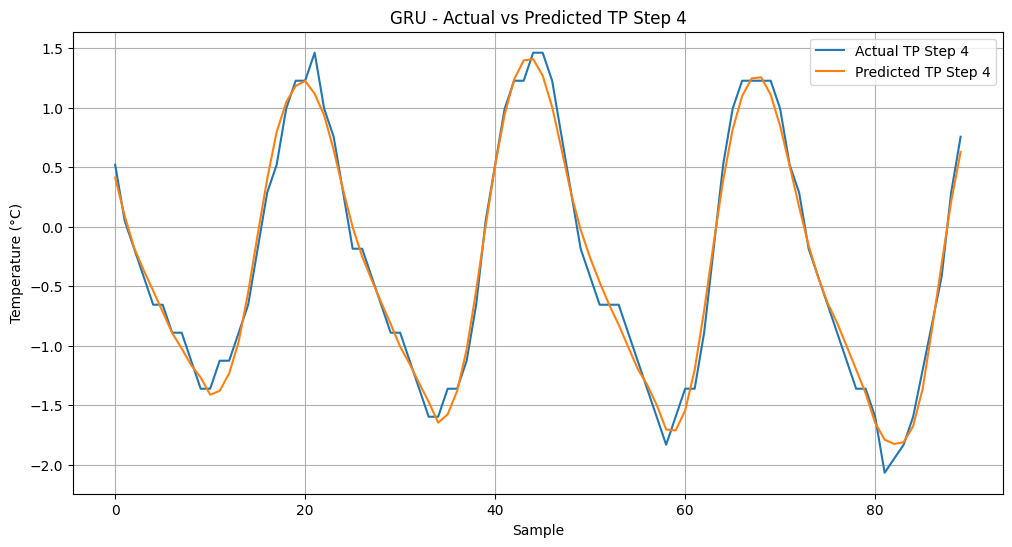 GRU - Actual vs Predicted TP Step 4
Actual TP Step 4
Predicted TP Step 4
Temperature (°C)
1.5
1.0
0.5
0.0
−0.5
−1.0
−1.5
−2.0
0
20
40
60
80
Sample